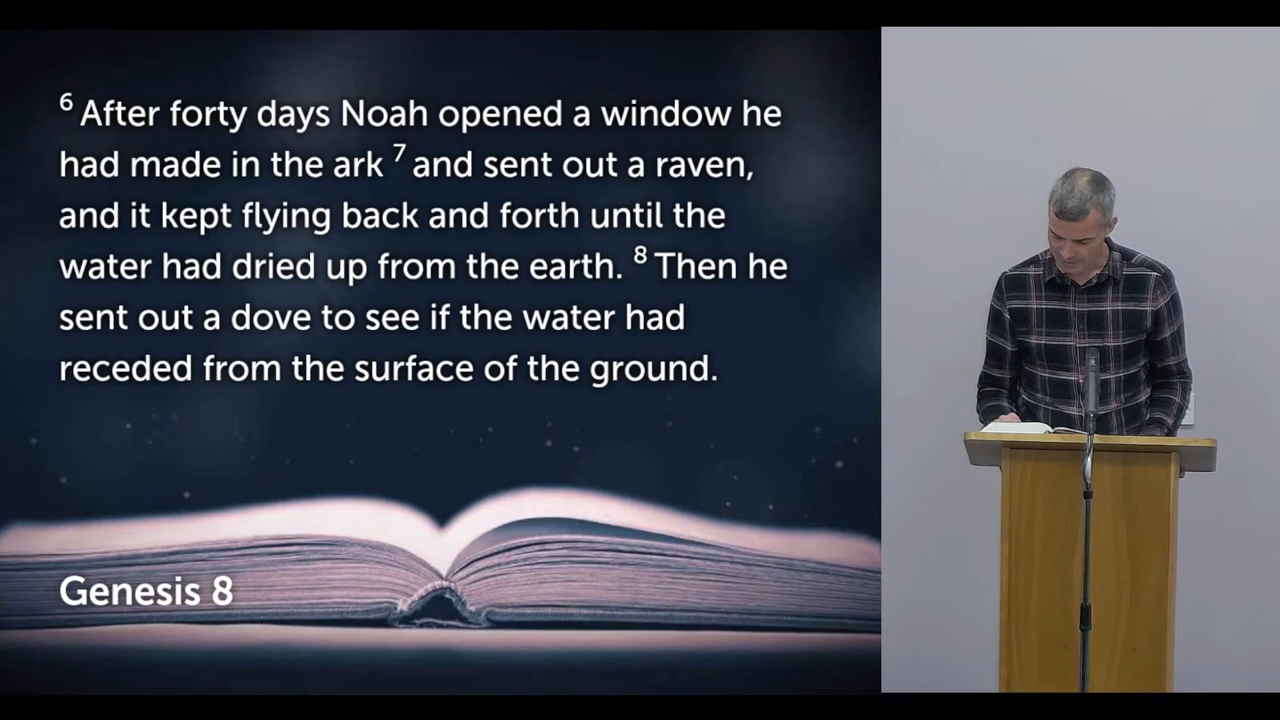 6 After forty days Noah opened a window he
had made in the ark 7 and sent out a raven,
and it kept flying back and forth until the
water had dried up from the earth. 8 Then he
sent out a dove to see if the water had
receded from the surface of the ground.
Genesis 8